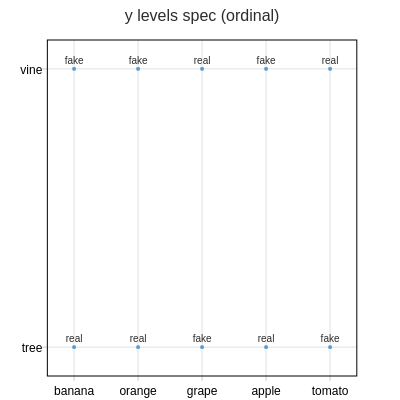 y levels spec (ordinal)
fake fake real fake real
vine
real real fake real fake
tree
banana orange grape apple tomato